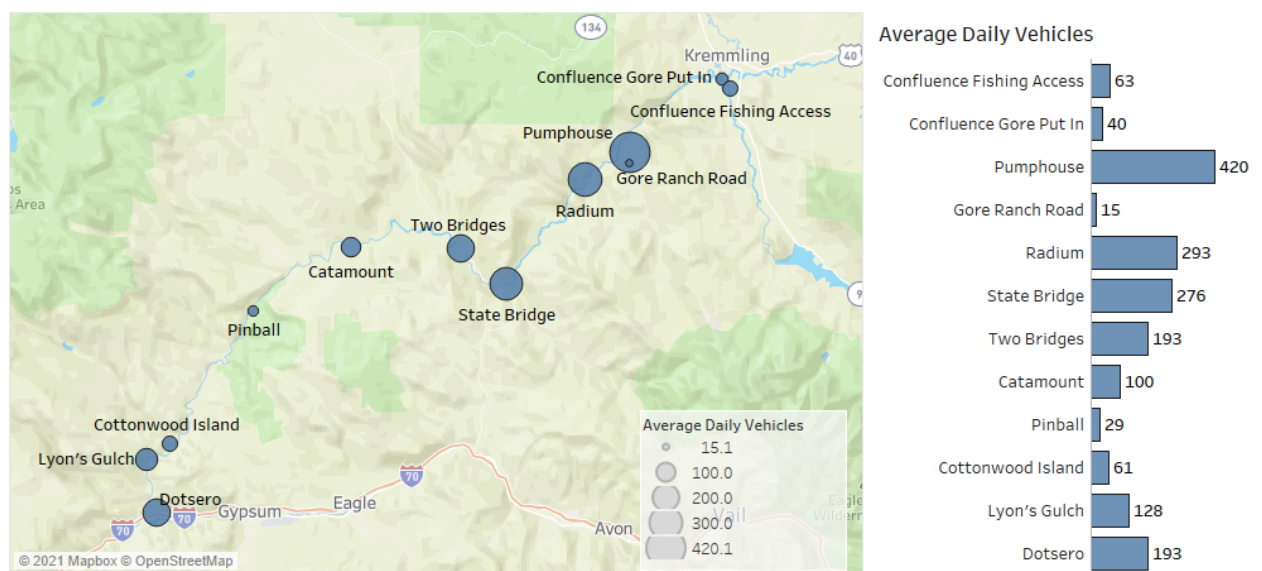 134
Kremmling
40
Confluence Gore Put In
Confluence Fishing Access
Pumphouse
Gore Ranch Road
Radium
Area
Two Bridges
Catamount
9
State Bridge
Pinball
Cottonwood Island
Lyon's Gulch
Dotsero
Gypsum
Eagle
70
70
70
Avon
Vail
Eagle
Wildern
Average Daily Vehicles
15.1
100.0
200.0
300.0
420.1
© 2021 Mapbox © OpenStreetMap
Average Daily Vehicles
Confluence Fishing Access 63
Confluence Gore Put In 40
Pumphouse 420
Gore Ranch Road 15
Radium 293
State Bridge 276
Two Bridges 193
Catamount 100
Pinball 29
Cottonwood Island 61
Lyon's Gulch 128
Dotsero 193